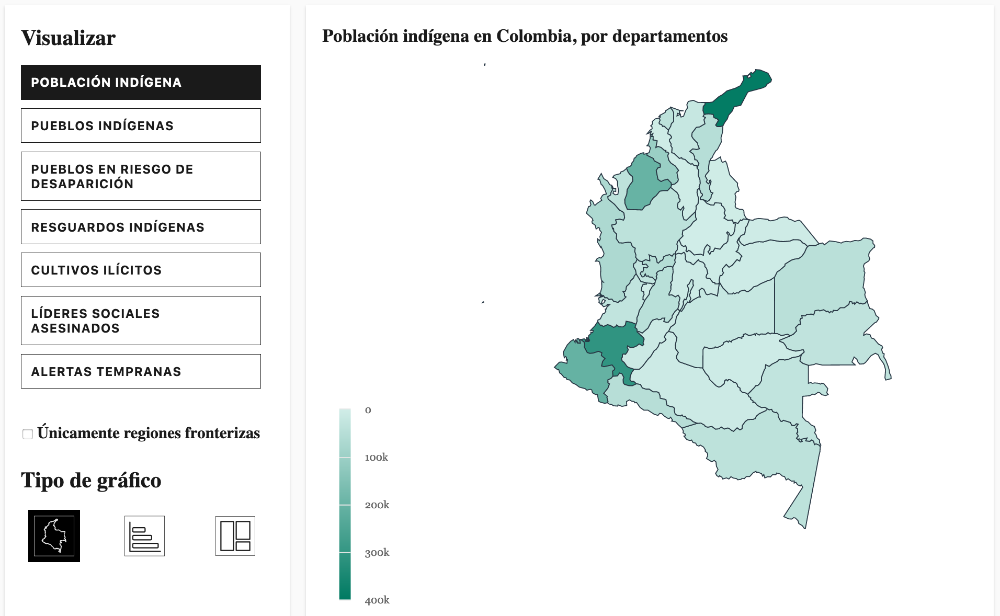 Visualizar
POBLACIÓN INDÍGENA
PUEBLOS INDÍGENAS
PUEBLOS EN RIESGO DE
DESAPARICIÓN
RESGUARDOS INDÍGENAS
CULTIVOS ILÍCITOS
LÍDERES SOCIALES
ASESINADOS
ALERTAS TEMPRANAS
Únicamente regiones fronterizas
Tipo de gráfico
Población indígena en Colombia, por departamentos
0
100k
200k
300k
400k